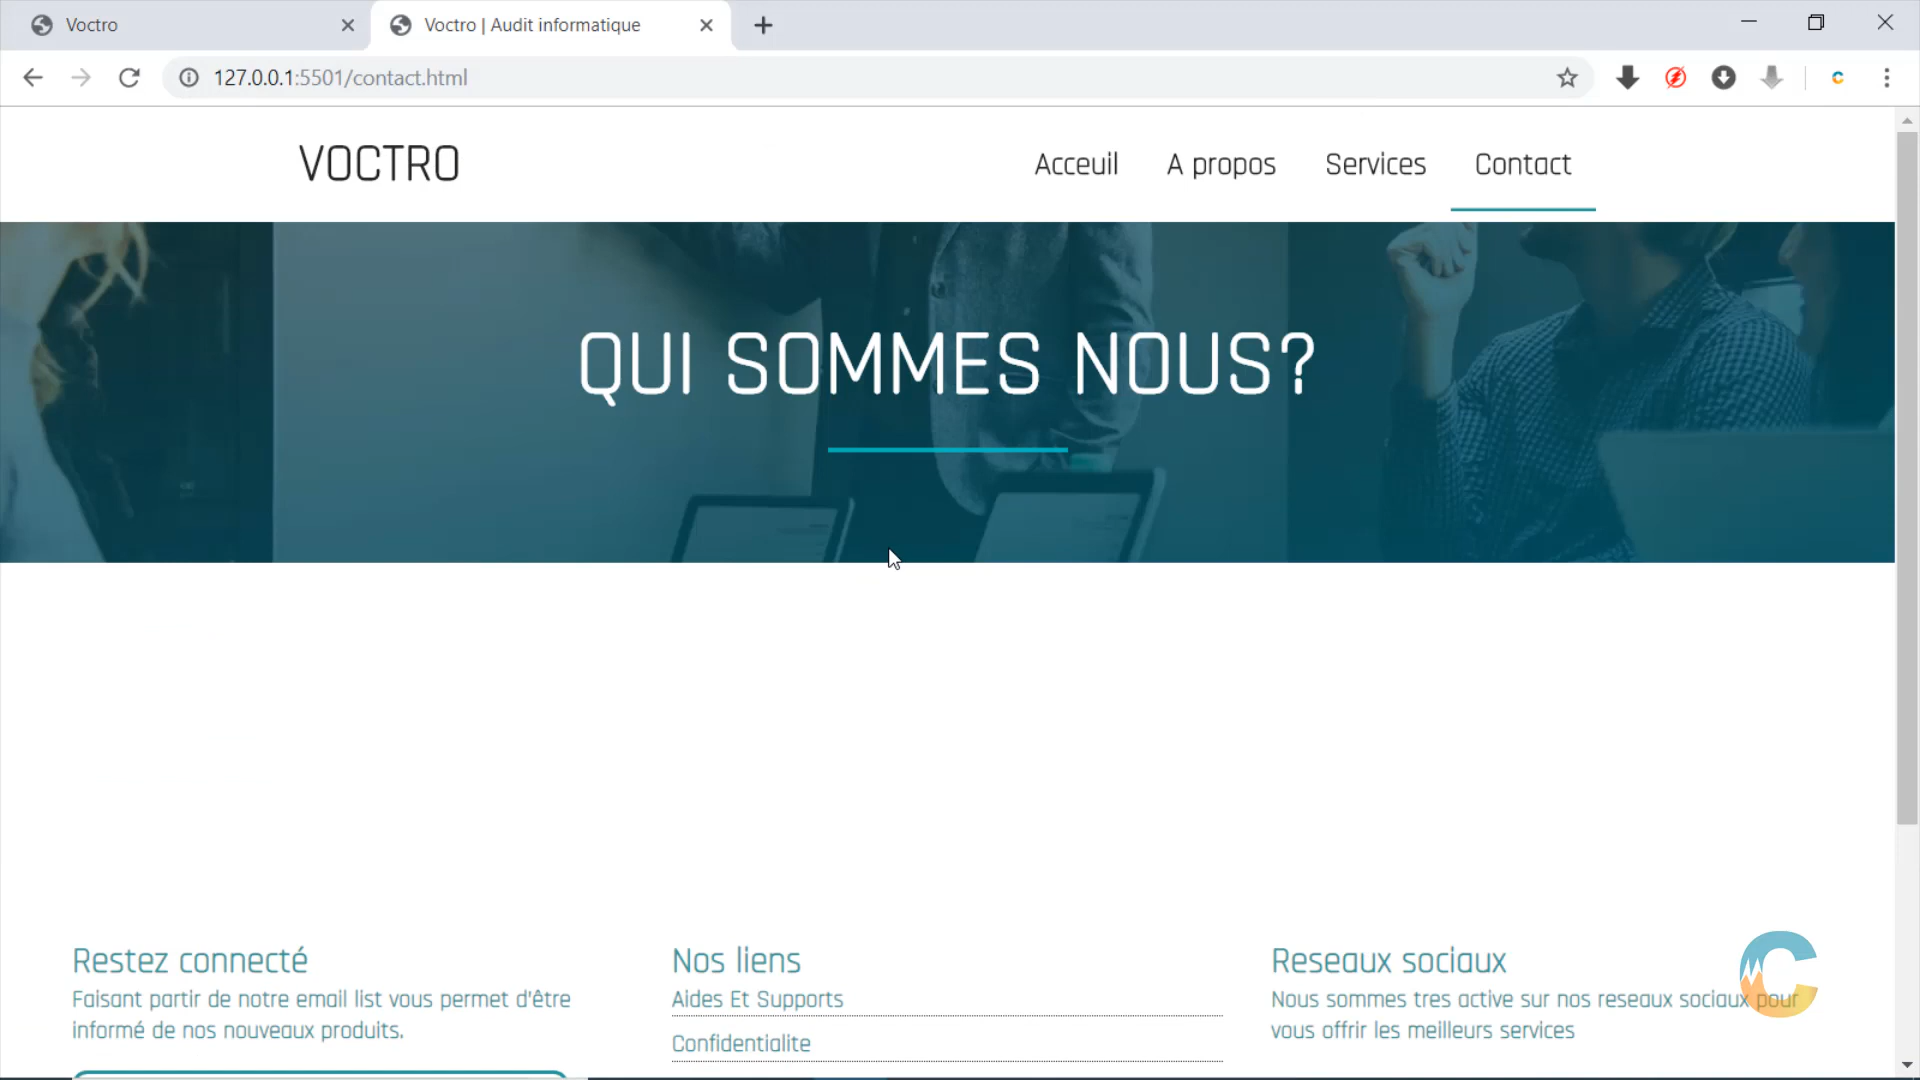 Voctro
Voctro | Audit informatique
127.0.0.1:5501/contact.html
VOCTRO
Acceuil
A propos
Services
Contact
QUI SOMMES NOUS?
Restez connecté
Faisant partir de notre email list vous permet d'être
informé de nos nouveaux produits.
Nos liens
Aides Et Supports
Confidentialite
Reseaux sociaux
Nous sommes tres active sur nos reseaux sociaux pour
vous offrir les meilleurs services